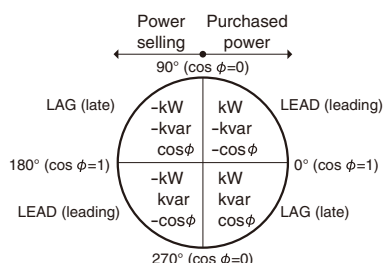 Power selling
Purchased power
90° (cos ϕ=0)
LAG (late)
-kW
-kvar
cosϕ
kW
-kvar
-cosϕ
LEAD (leading)
180° (cos ϕ=1)
0° (cos ϕ=1)
LEAD (leading)
-kW
kvar
-cosϕ
kW
kvar
cosϕ
LAG (late)
270° (cos ϕ=0)